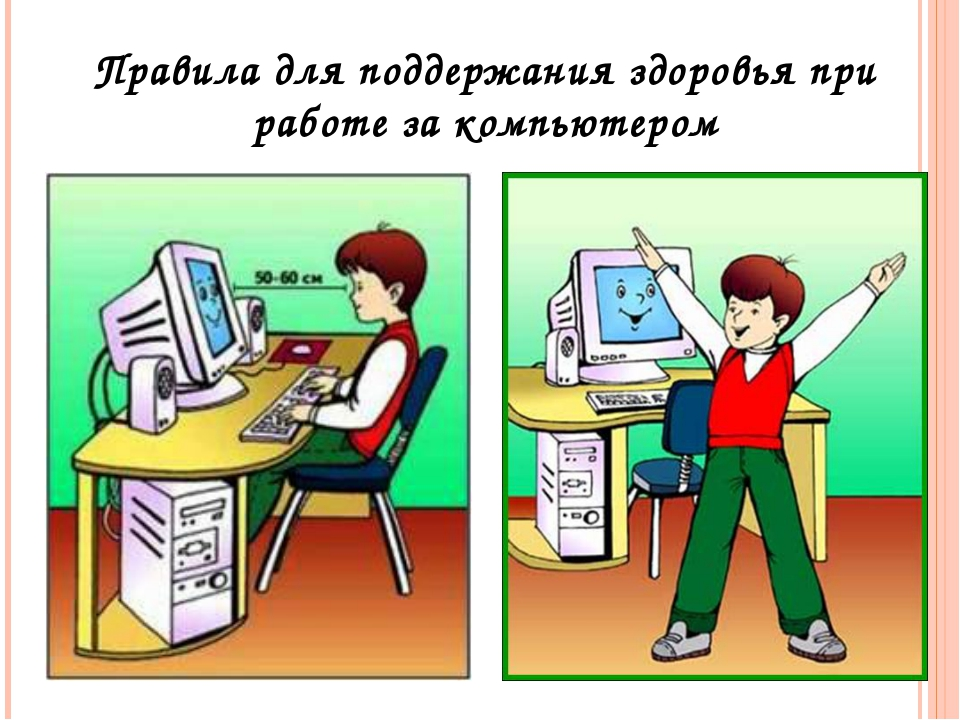 Правила для поддержания здоровья при
работе за компьютером
50-60 см